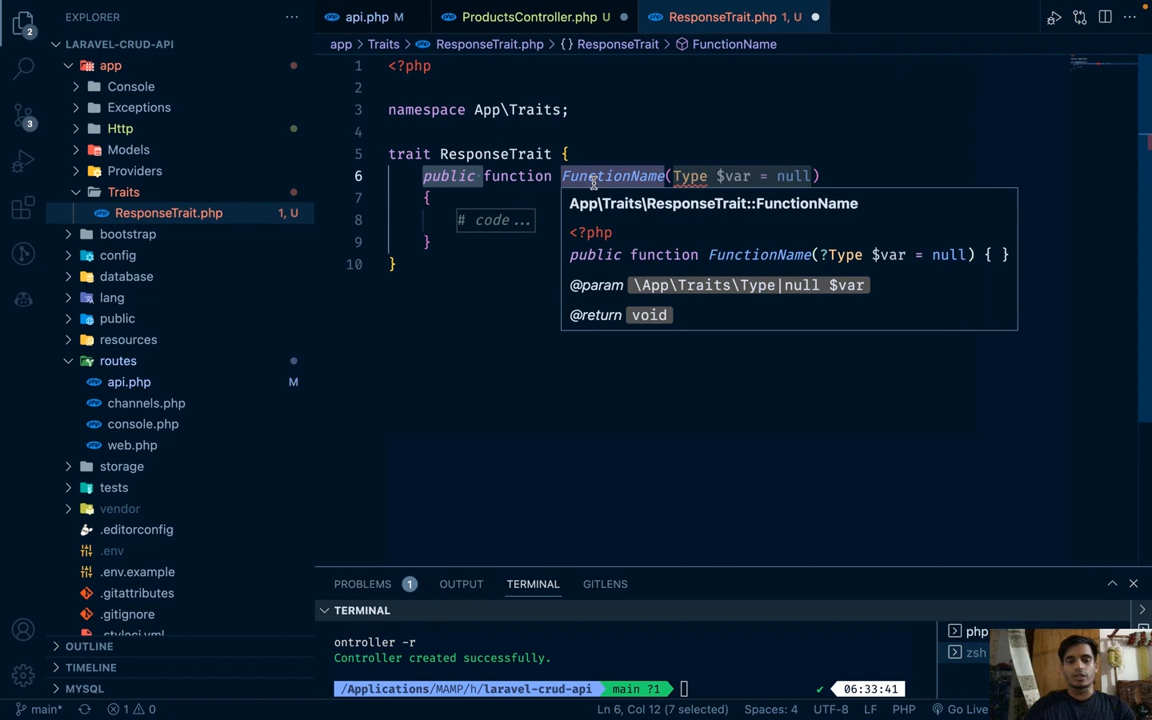 EXPLORER
LARAVEL-CRUD-API
app
Console
Exceptions
Http
Models
Providers
Traits
ResponseTrait.php 1, U
bootstrap
config
database
lang
public
resources
routes
api.php M
channels.php
console.php
web.php
storage
tests
vendor
.editorconfig
.env
.env.example
.gitattributes
.gitignore
.styleci.yml
OUTLINE
TIMELINE
MYSQL
2
3
api.php M
ProductsController.php U
ResponseTrait.php 1, U
app > Traits > ResponseTrait.php > {} ResponseTrait > FunctionName
1 <?php
2
3 namespace App\Traits;
4
5 trait ResponseTrait {
6 public function FunctionName(Type $var = null)
7 {
8 # code...
9 }
10 }
App\Traits\ResponseTrait::FunctionName
<?php
public function FunctionName(?Type $var = null) { }
@param \App\Traits\Type|null $var
@return void
PROBLEMS 1 OUTPUT TERMINAL GITLENS
TERMINAL
ontroller -r
Controller created successfully.
/Applications/MAMP/h/laravel-crud-api main ?1
✔ 06:33:41
php
zsh
main* 1 0 Ln 6, Col 12 (7 selected) Spaces: 4 UTF-8 LF PHP Go Live